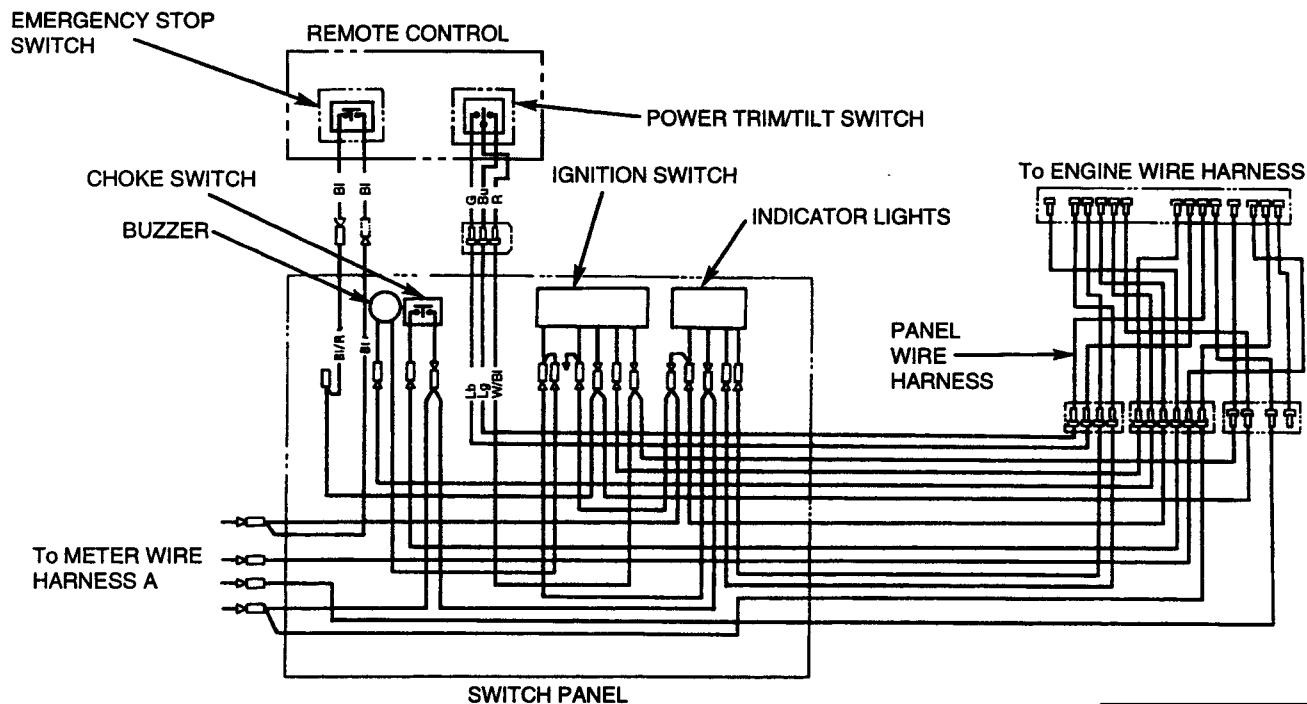 EMERGENCY STOP
SWITCH
REMOTE CONTROL
POWER TRIM/TILT SWITCH
CHOKE SWITCH
IGNITION SWITCH
To ENGINE WIRE HARNESS
BUZZER
INDICATOR LIGHTS
Bl
Bl
G
Bu
R
Bl/R
Bl
Lb
Lg
W/Bl
PANEL
WIRE
HARNESS
To METER WIRE
HARNESS A
SWITCH PANEL